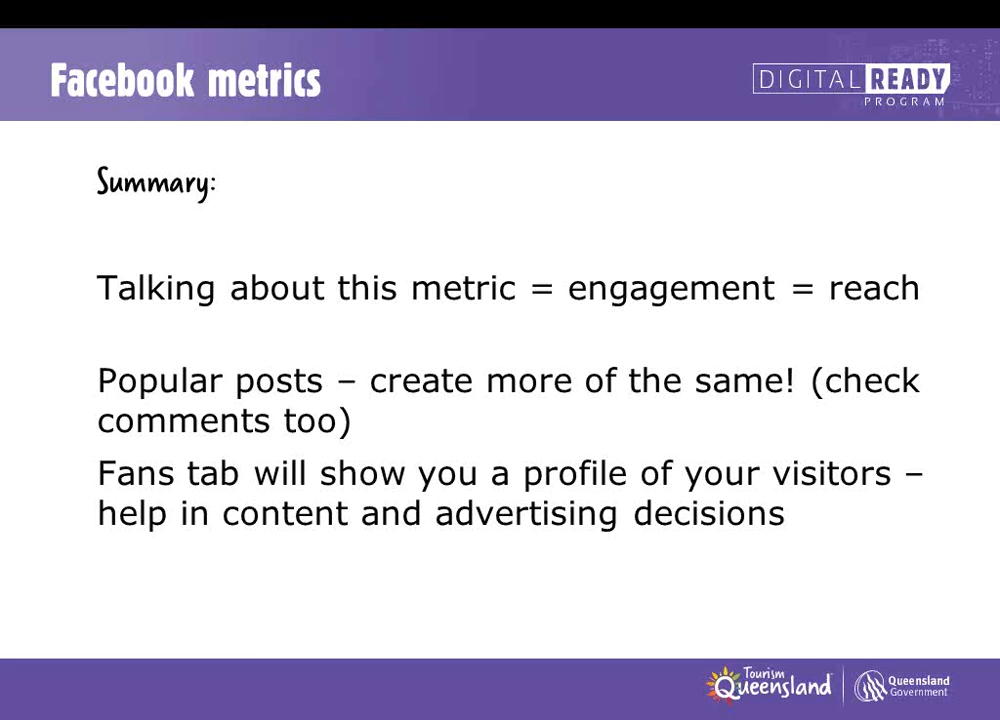 Facebook metrics
DIGITAL READY
PROGRAM
Summary:
Talking about this metric = engagement = reach
Popular posts – create more of the same! (check
comments too)
Fans tab will show you a profile of your visitors –
help in content and advertising decisions
Tourism
Queensland
Queensland
Government